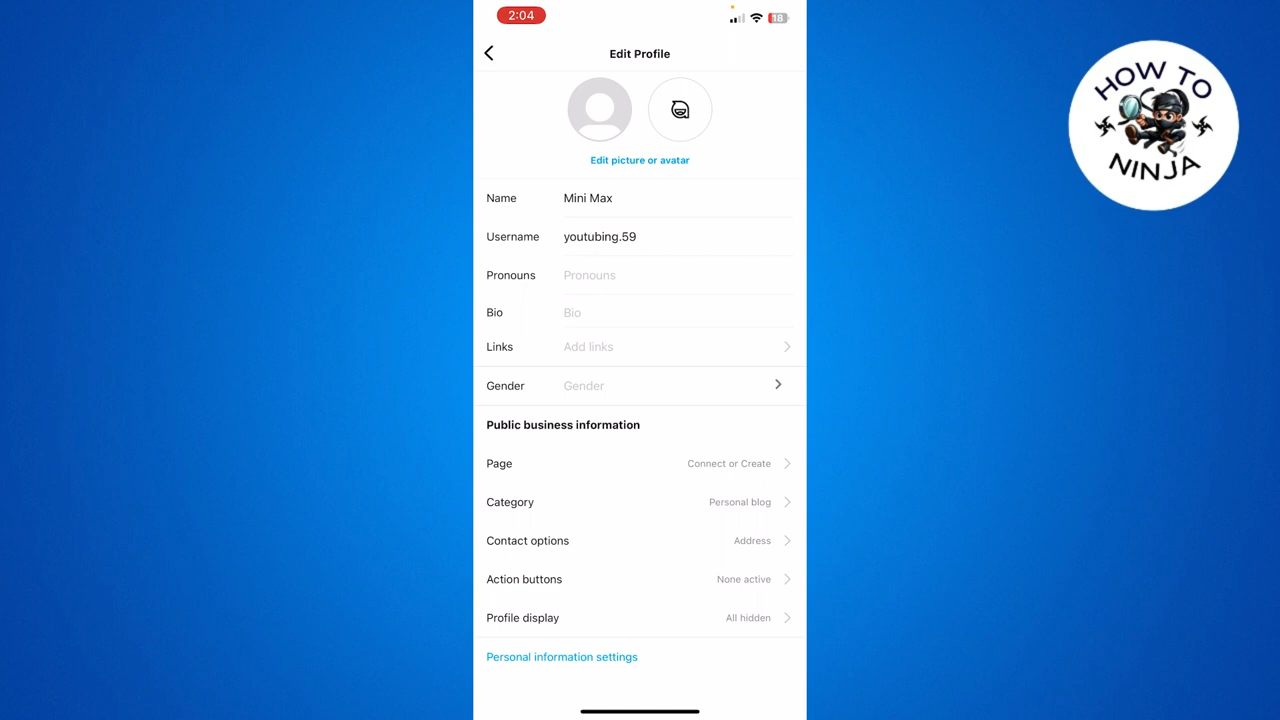 2:04
18
Edit Profile
HOW TO
NINJA
Edit picture or avatar
Name Mini Max
Username youtubing.59
Pronouns Pronouns
Bio Bio
Links Add links
Gender Gender
Public business information
Page Connect or Create
Category Personal blog
Contact options Address
Action buttons None active
Profile display All hidden
Personal information settings